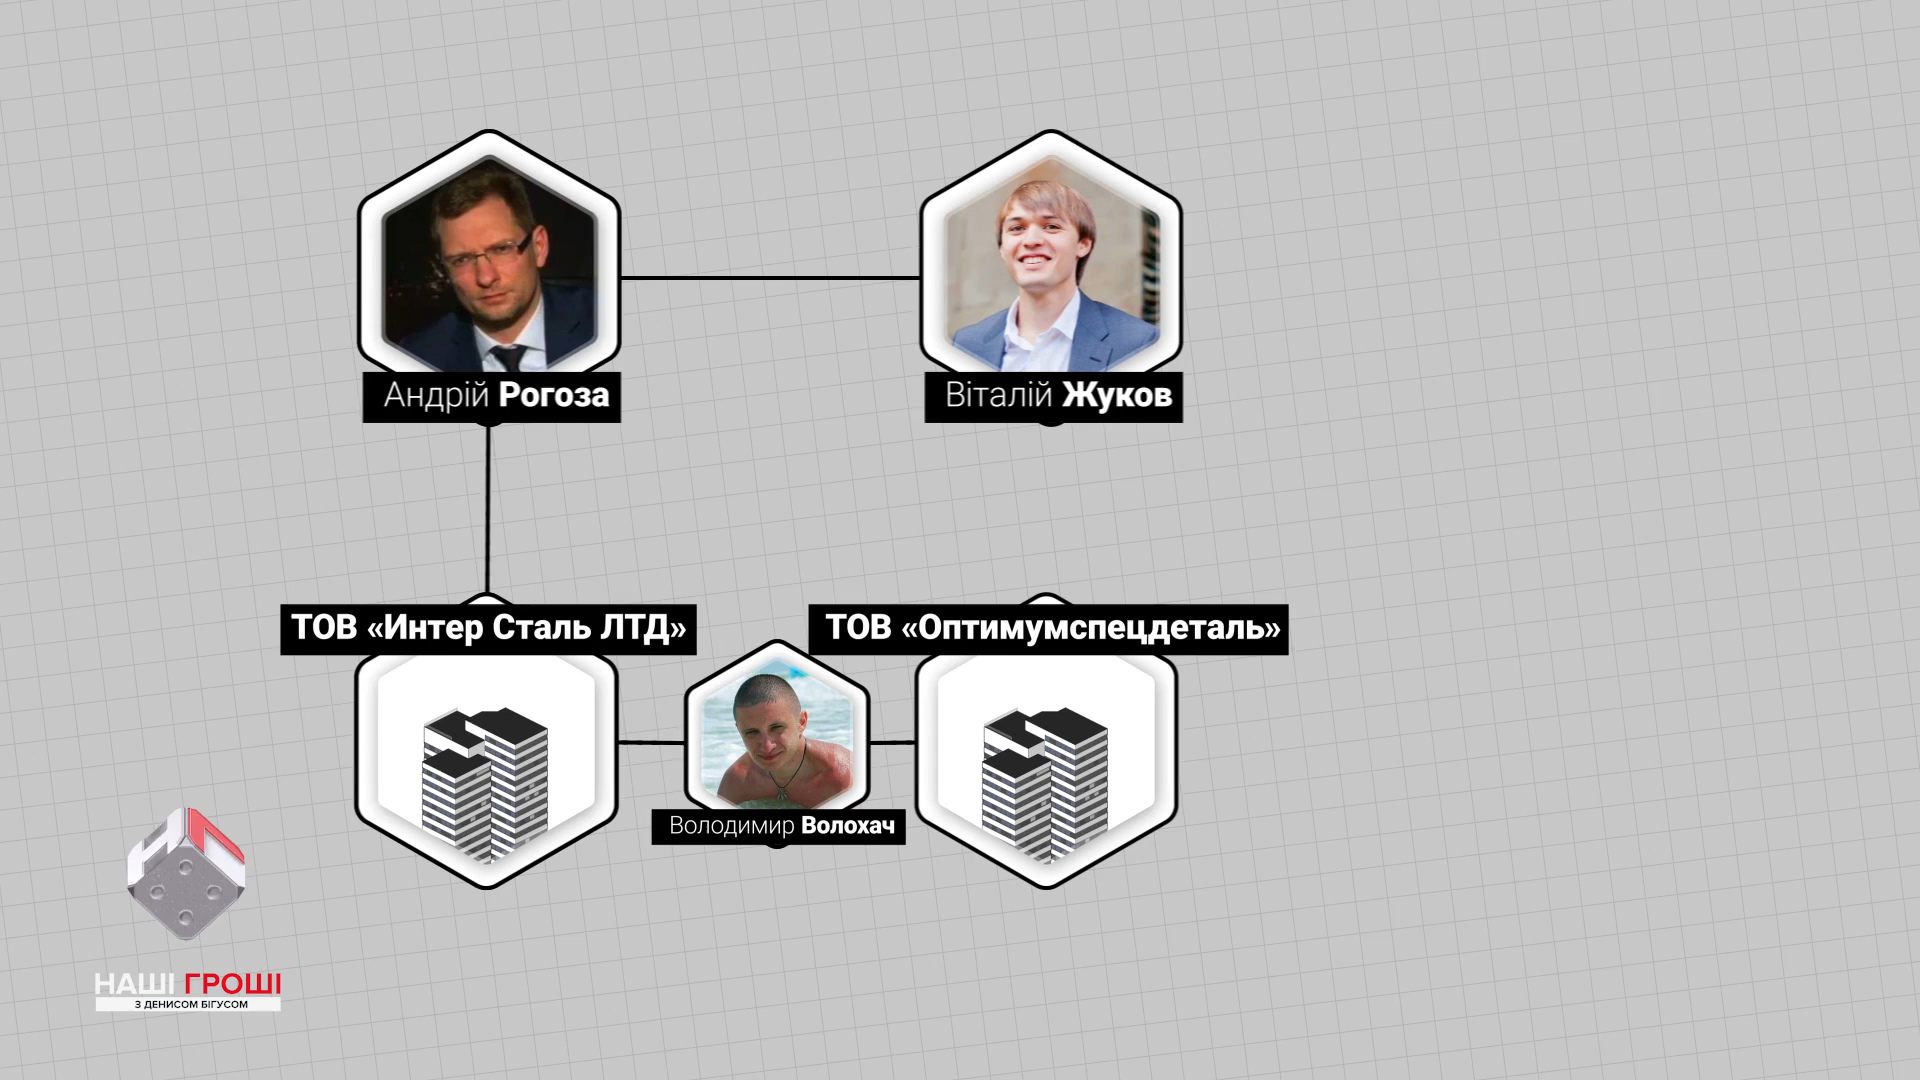 Андрій Рогоза
Віталій Жуков
ТОВ «Интер Сталь ЛТД»
ТОВ «Оптимумспецдеталь»
Володимир Волохач
НАШІ ГРОШІ
З ДЕНИСОМ БІГУСОМ